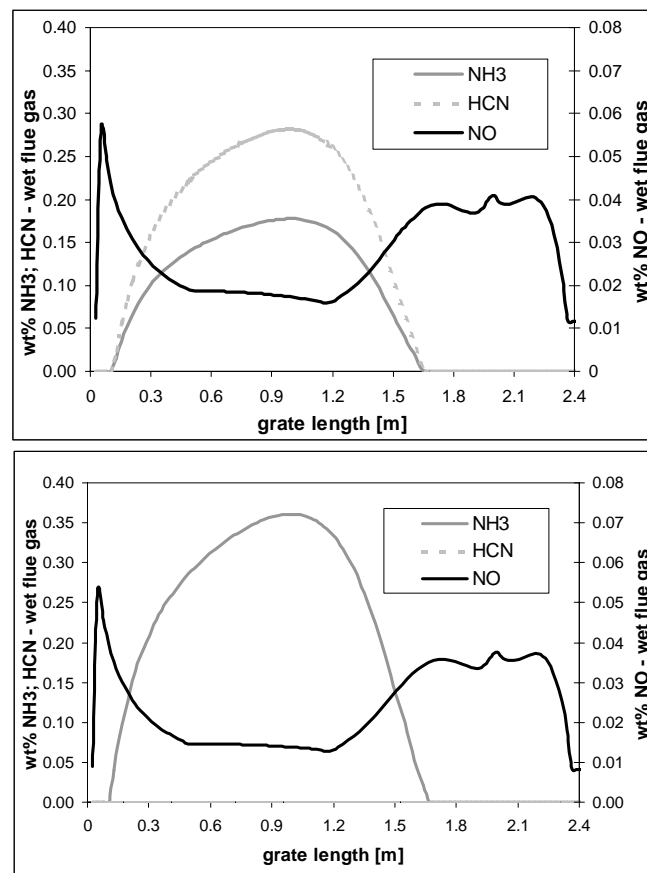 wt% NH3; HCN - wet flue gas
0.40
0.35
0.30
0.25
0.20
0.15
0.10
0.05
0.00
0.08
0.07
0.06
0.05
0.04
0.03
0.02
0.01
0
wt% NO - wet flue gas
NH3
HCN
NO
0 0.3 0.6 0.9 1.2 1.5 1.8 2.1 2.4
grate length [m]
wt% NH3; HCN - wet flue gas
0.40
0.35
0.30
0.25
0.20
0.15
0.10
0.05
0.00
0.08
0.07
0.06
0.05
0.04
0.03
0.02
0.01
0.00
wt% NO - wet flue gas
NH3
HCN
NO
0 0.3 0.6 0.9 1.2 1.5 1.8 2.1 2.4
grate length [m]